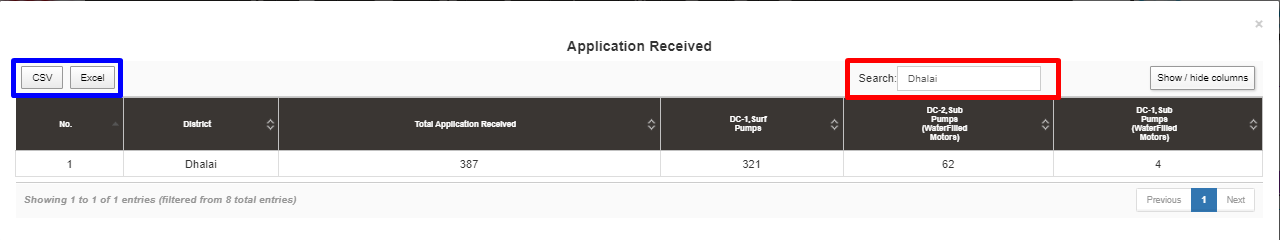 ×
Application Received
CSV Excel Search: Dhalai Show / hide columns
No. District Total Application Received DC-1,Surf Pumps DC-2,Sub Pumps (WaterFilled Motors) DC-1,Sub Pumps (WaterFilled Motors)
1 Dhalai 387 321 62 4
Showing 1 to 1 of 1 entries (filtered from 8 total entries) Previous 1 Next